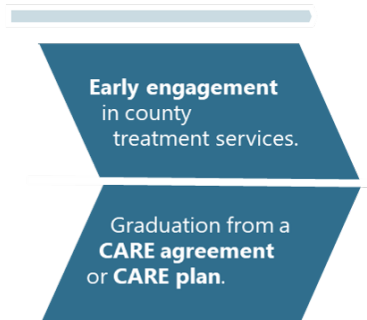 Early engagement
in county
treatment services.
Graduation from a
CARE agreement
or CARE plan.